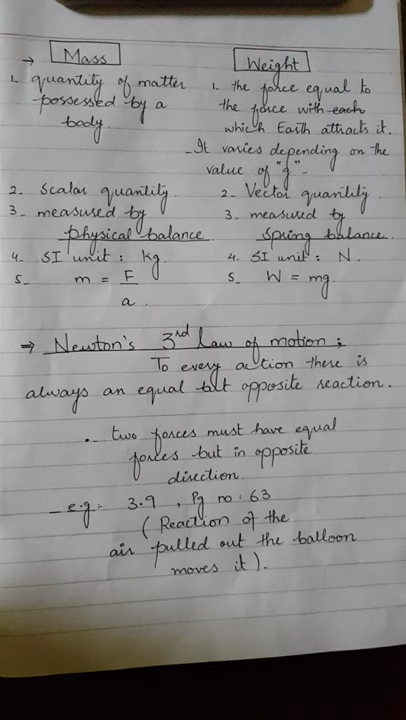 → Mass
1. quantity of matter
possessed by a
body.
2. Scalar quantity
3. measured by
physical balance
4. SI unit : kg
5. m = F/a
Weight
1. the force equal to
the force with each
which Earth attracts it.
- It varies depending on the
value of "g".
2. Vector quantity.
3. measured by
Spring balance.
4. SI unit : N.
5. W = mg.
→ Newton's 3rd Law of motion :
To every action there is
always an equal but opposite reaction.
∴ two forces must have equal
forces but in opposite
direction.
- e.g: 3.9 , Pg no: 63
( Reaction of the
air pulled out the balloon
moves it ).